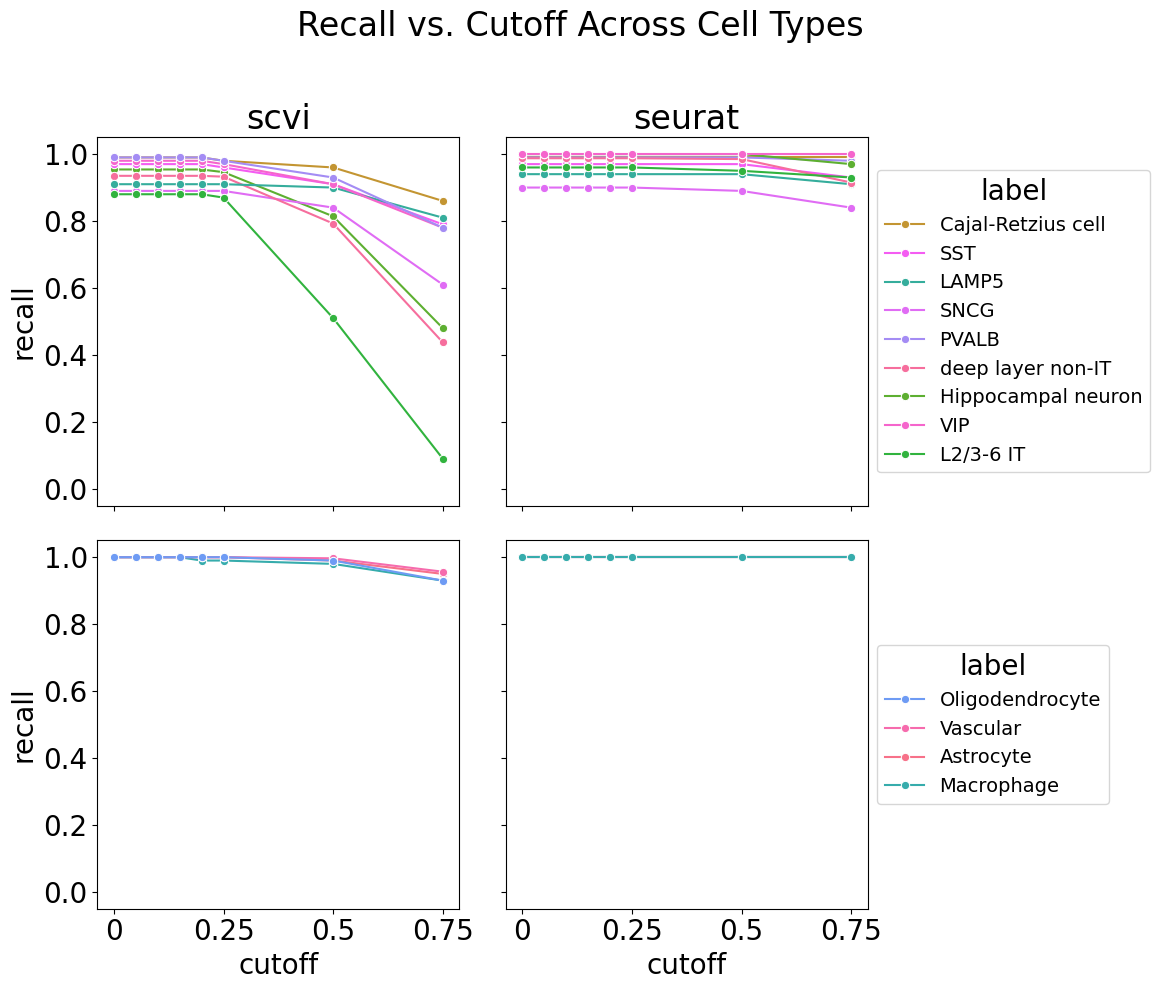 Recall vs. Cutoff Across Cell Types
scvi
seurat
1.0
0.8
0.6
0.4
0.2
0.0
recall
label
Cajal-Retzius cell
SST
LAMP5
SNCG
PVALB
deep layer non-IT
Hippocampal neuron
VIP
L2/3-6 IT
1.0
0.8
0.6
0.4
0.2
0.0
recall
0 0.25 0.5 0.75
cutoff
0 0.25 0.5 0.75
cutoff
label
Oligodendrocyte
Vascular
Astrocyte
Macrophage